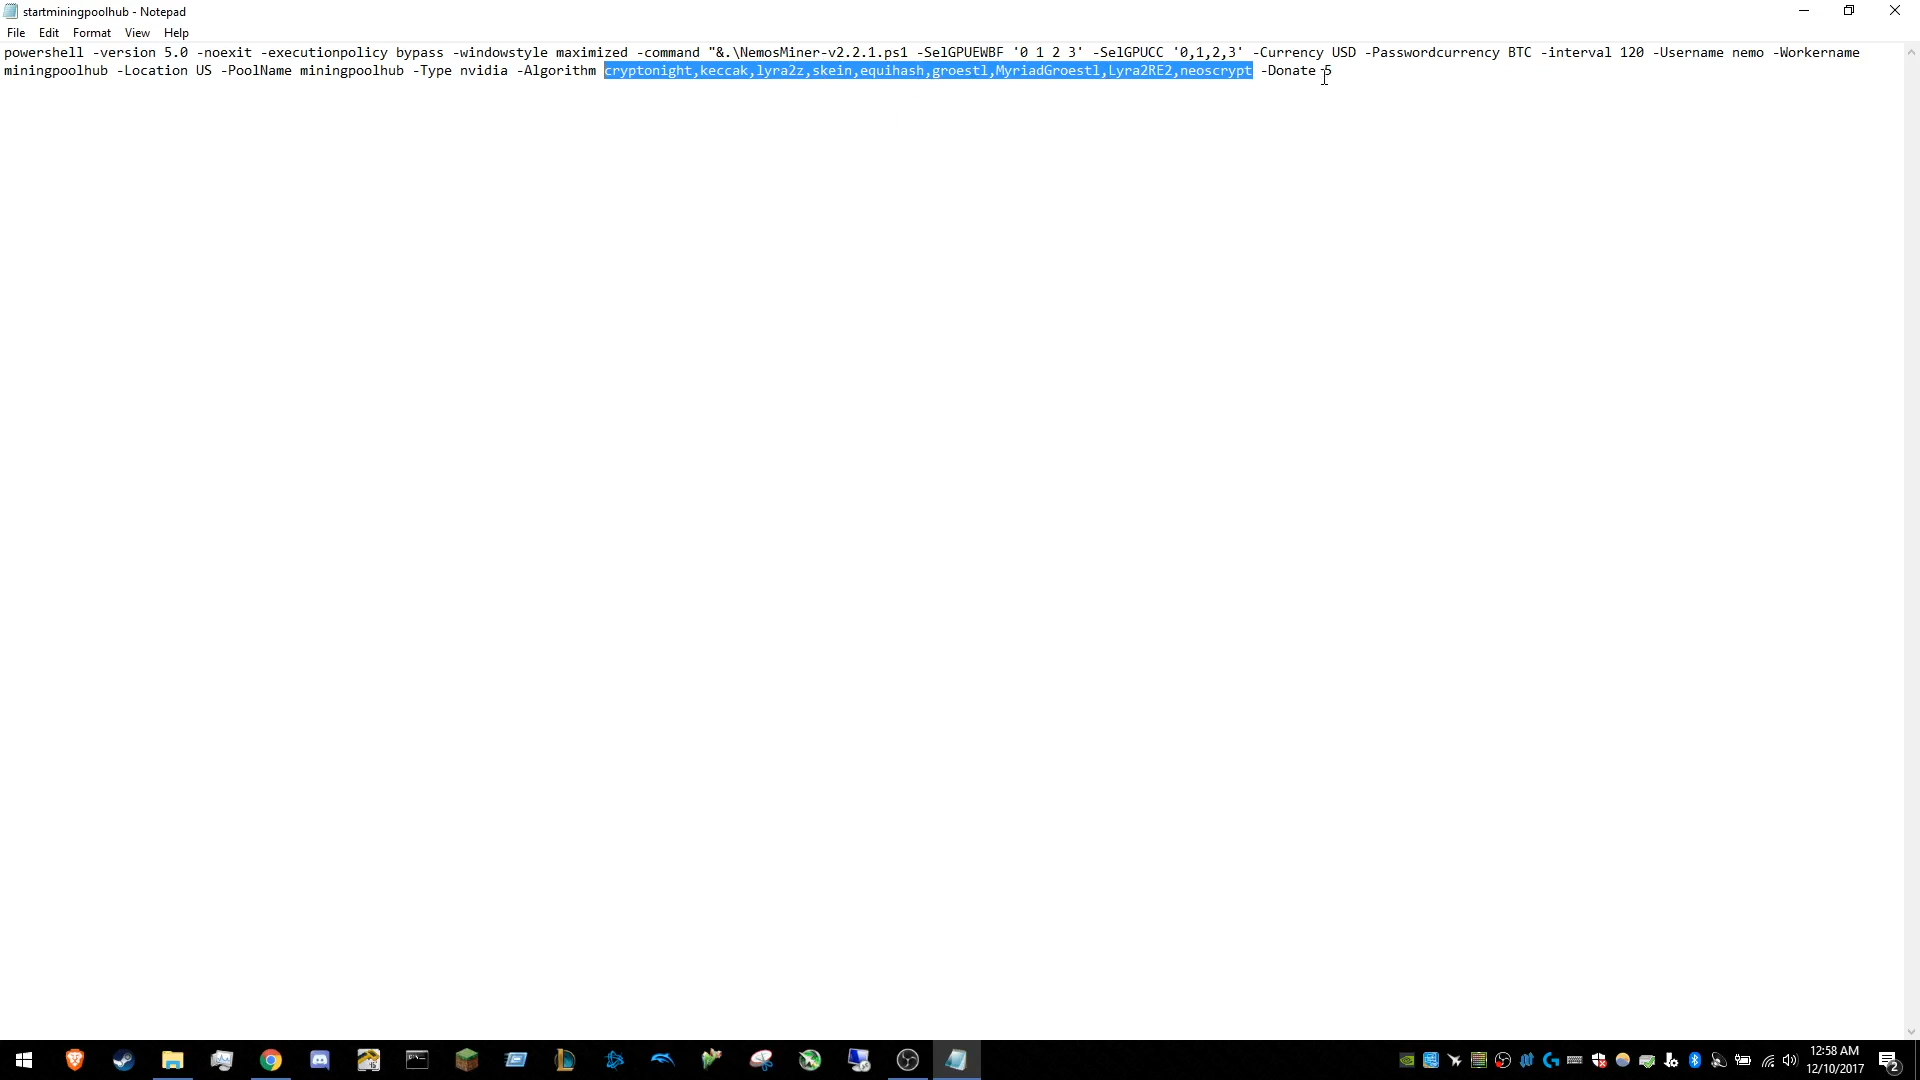 startminingpoolhub - Notepad
File Edit Format View Help
powershell -version 5.0 -noexit -executionpolicy bypass -windowstyle maximized -command "&.\NemosMiner-v2.2.1.ps1 -SelGPUEWBF '0 1 2 3' -SelGPUCC '0,1,2,3' -Currency USD -Passwordcurrency BTC -interval 120 -Username nemo -Workername
miningpoolhub -Location US -PoolName miningpoolhub -Type nvidia -Algorithm cryptonight,keccak,lyra2z,skein,equihash,groestl,MyriadGroestl,Lyra2RE2,neoscrypt -Donate 5
12:58 AM
12/10/2017
2